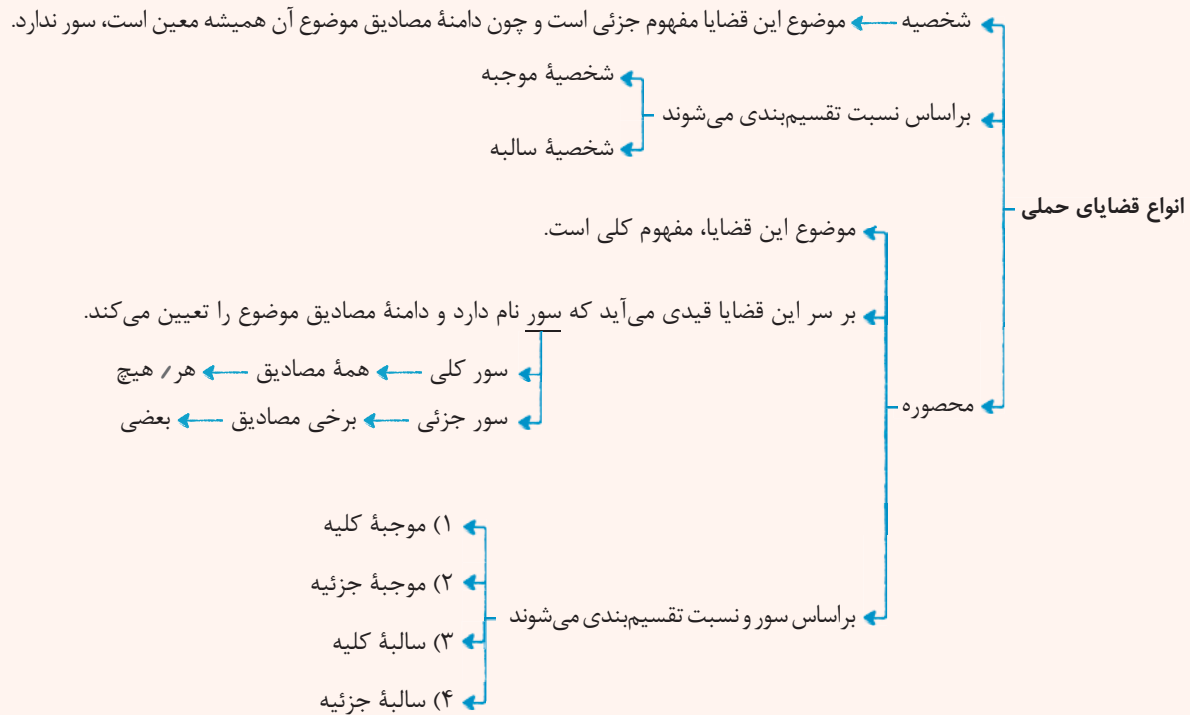 شخصیه موضوع این قضایا مفهوم جزئی است و چون دامنهٔ مصادیق موضوع آن همیشه معین است، سور ندارد.
شخصیهٔ موجبه
براساس نسبت تقسیم‌بندی می‌شوند
شخصیهٔ سالبه
انواع قضایای حملی
موضوع این قضایا، مفهوم کلی است.
بر سر این قضایا قیدی می‌آید که سور نام دارد و دامنهٔ مصادیق موضوع را تعیین می‌کند.
سور کلی همهٔ مصادیق هر / هیچ
محصوره
سور جزئی برخی مصادیق بعضی
۱) موجبهٔ کلیه
۲) موجبهٔ جزئیه
براساس سور و نسبت تقسیم‌بندی می‌شوند
۳) سالبهٔ کلیه
۴) سالبهٔ جزئیه